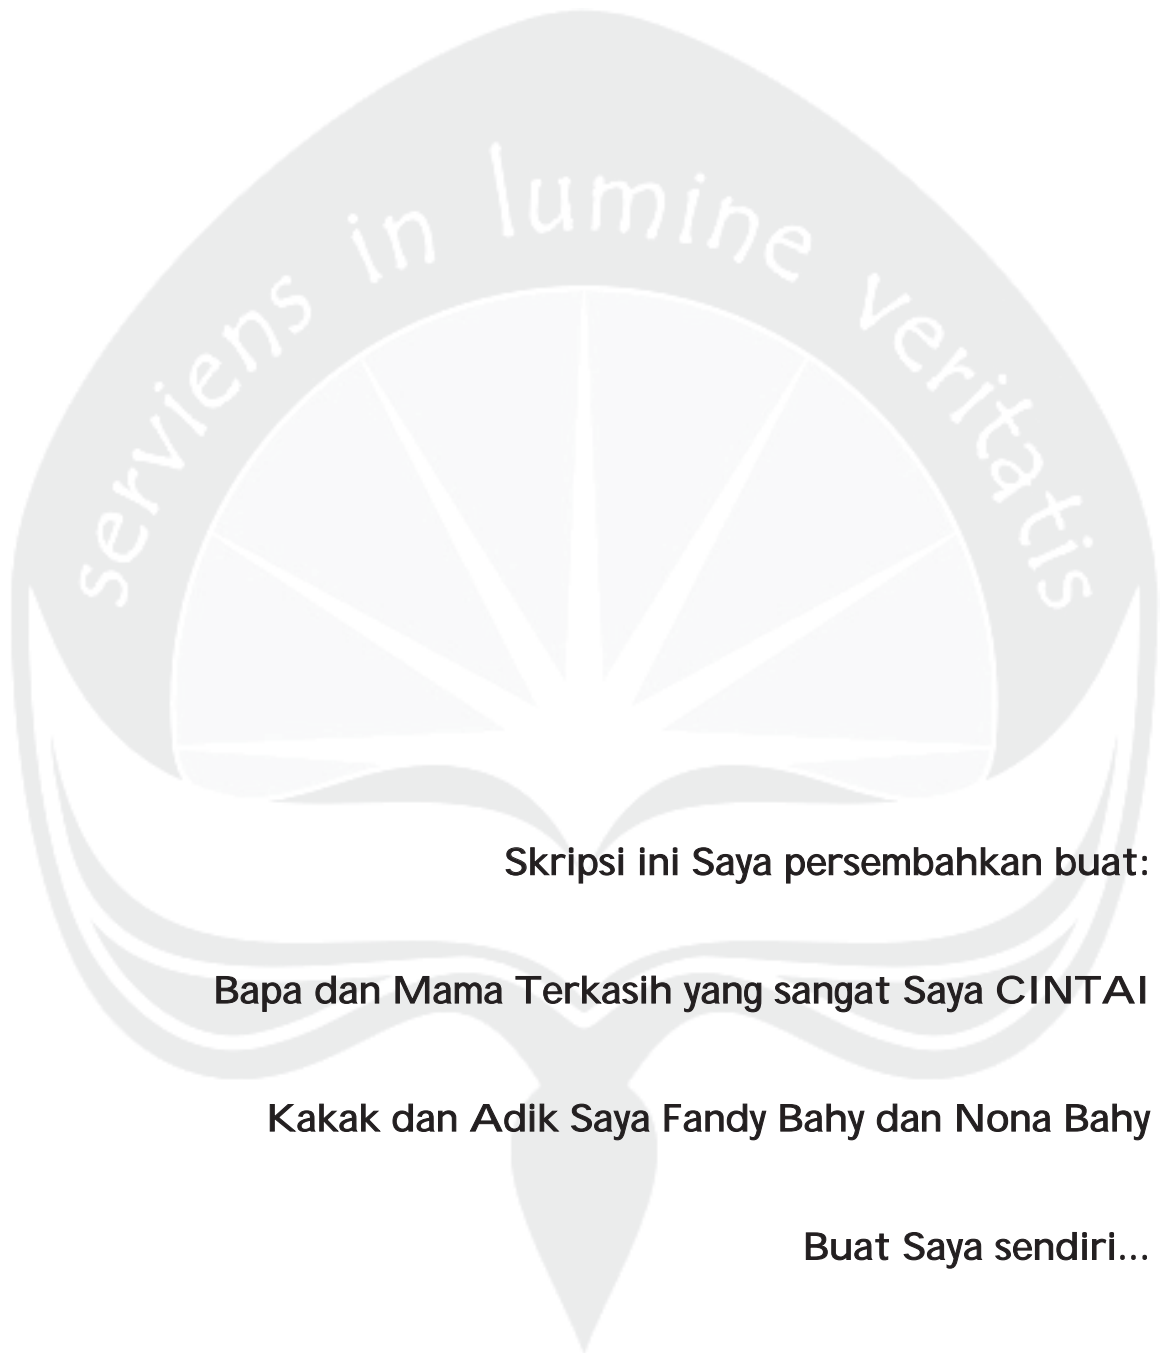 serviens in lumine veritatis
Skripsi ini Saya persembahkan buat:
Bapa dan Mama Terkasih yang sangat Saya CINTAI
Kakak dan Adik Saya Fandy Bahy dan Nona Bahy
Buat Saya sendiri...